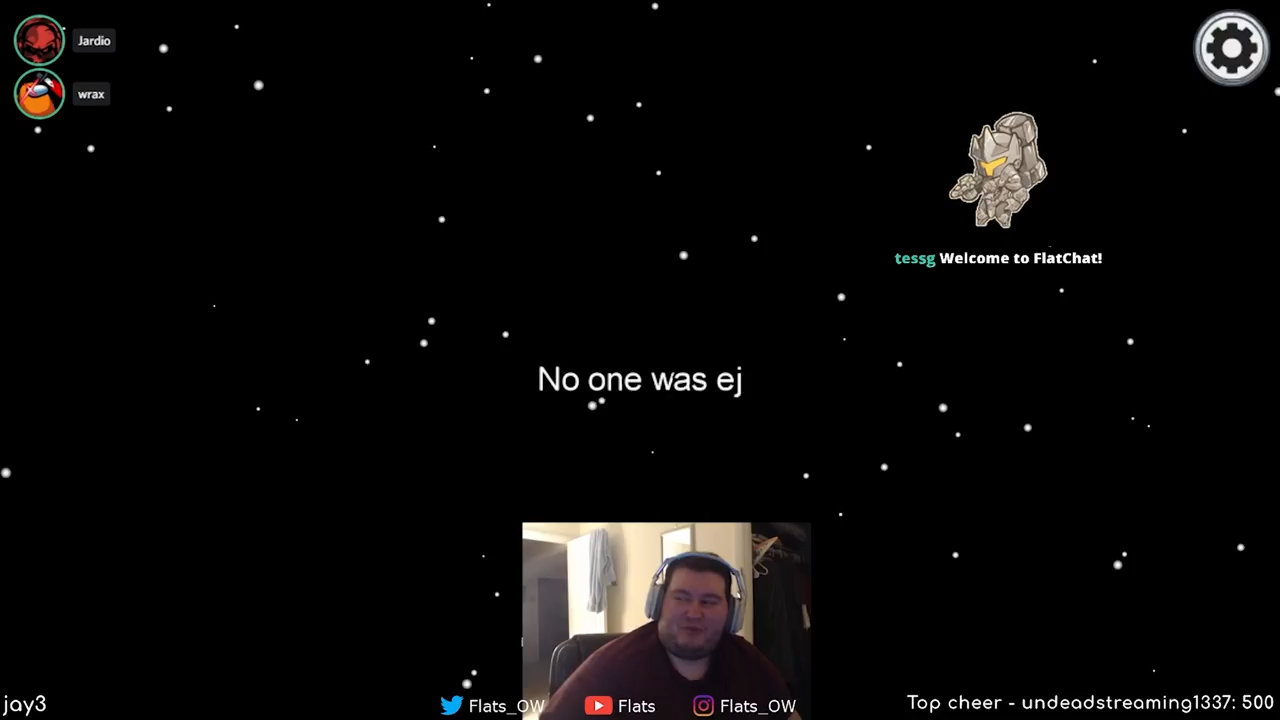 Jardio
wrax
tessg Welcome to FlatChat!
No one was ej
jay3
Flats_OW
Flats
Flats_OW
Top cheer - undeadstreaming1337: 500